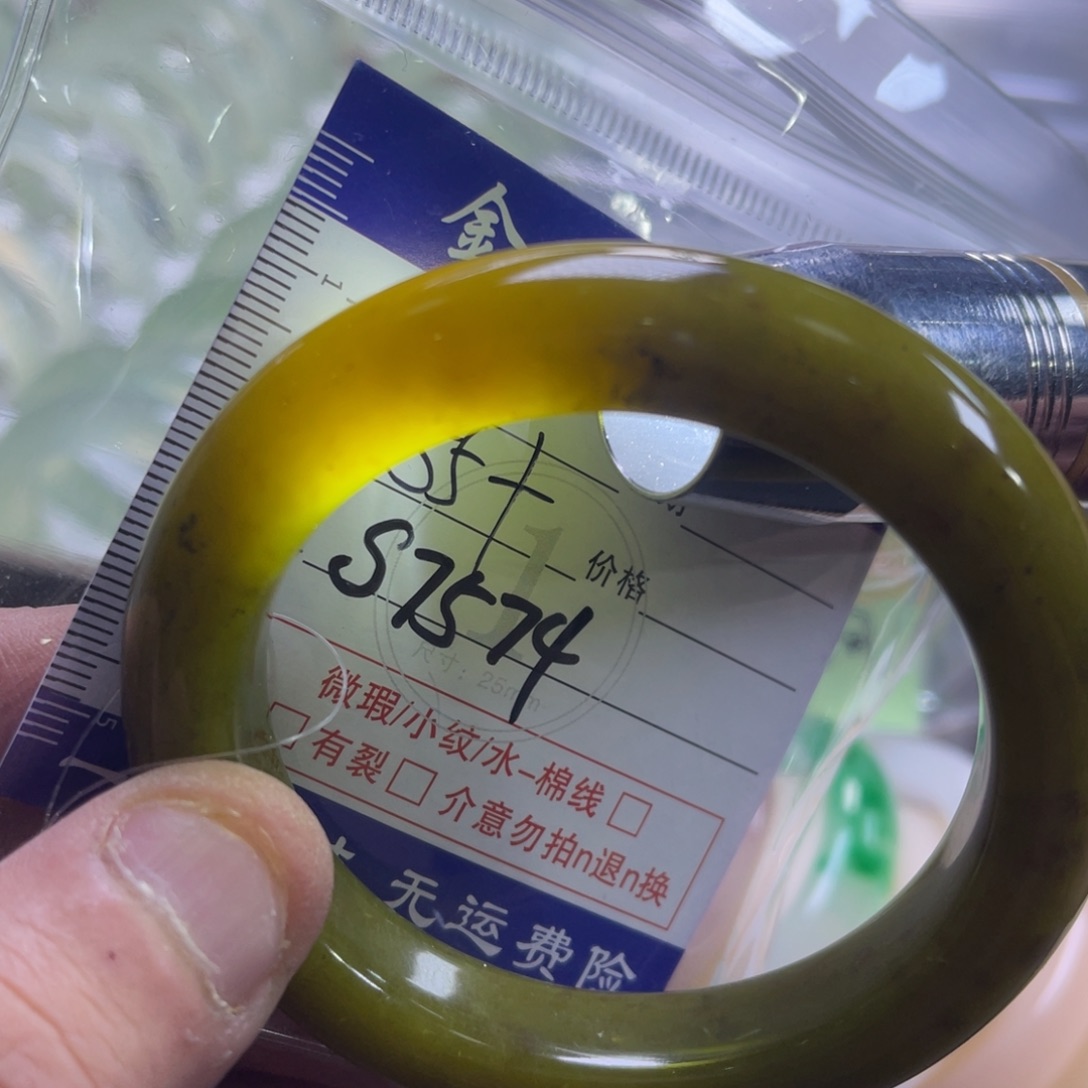 金
55+
价格
S7574
尺寸：25mm
微瑕/小纹/水-棉线□
□有裂□介意勿拍n退n换
无运费险